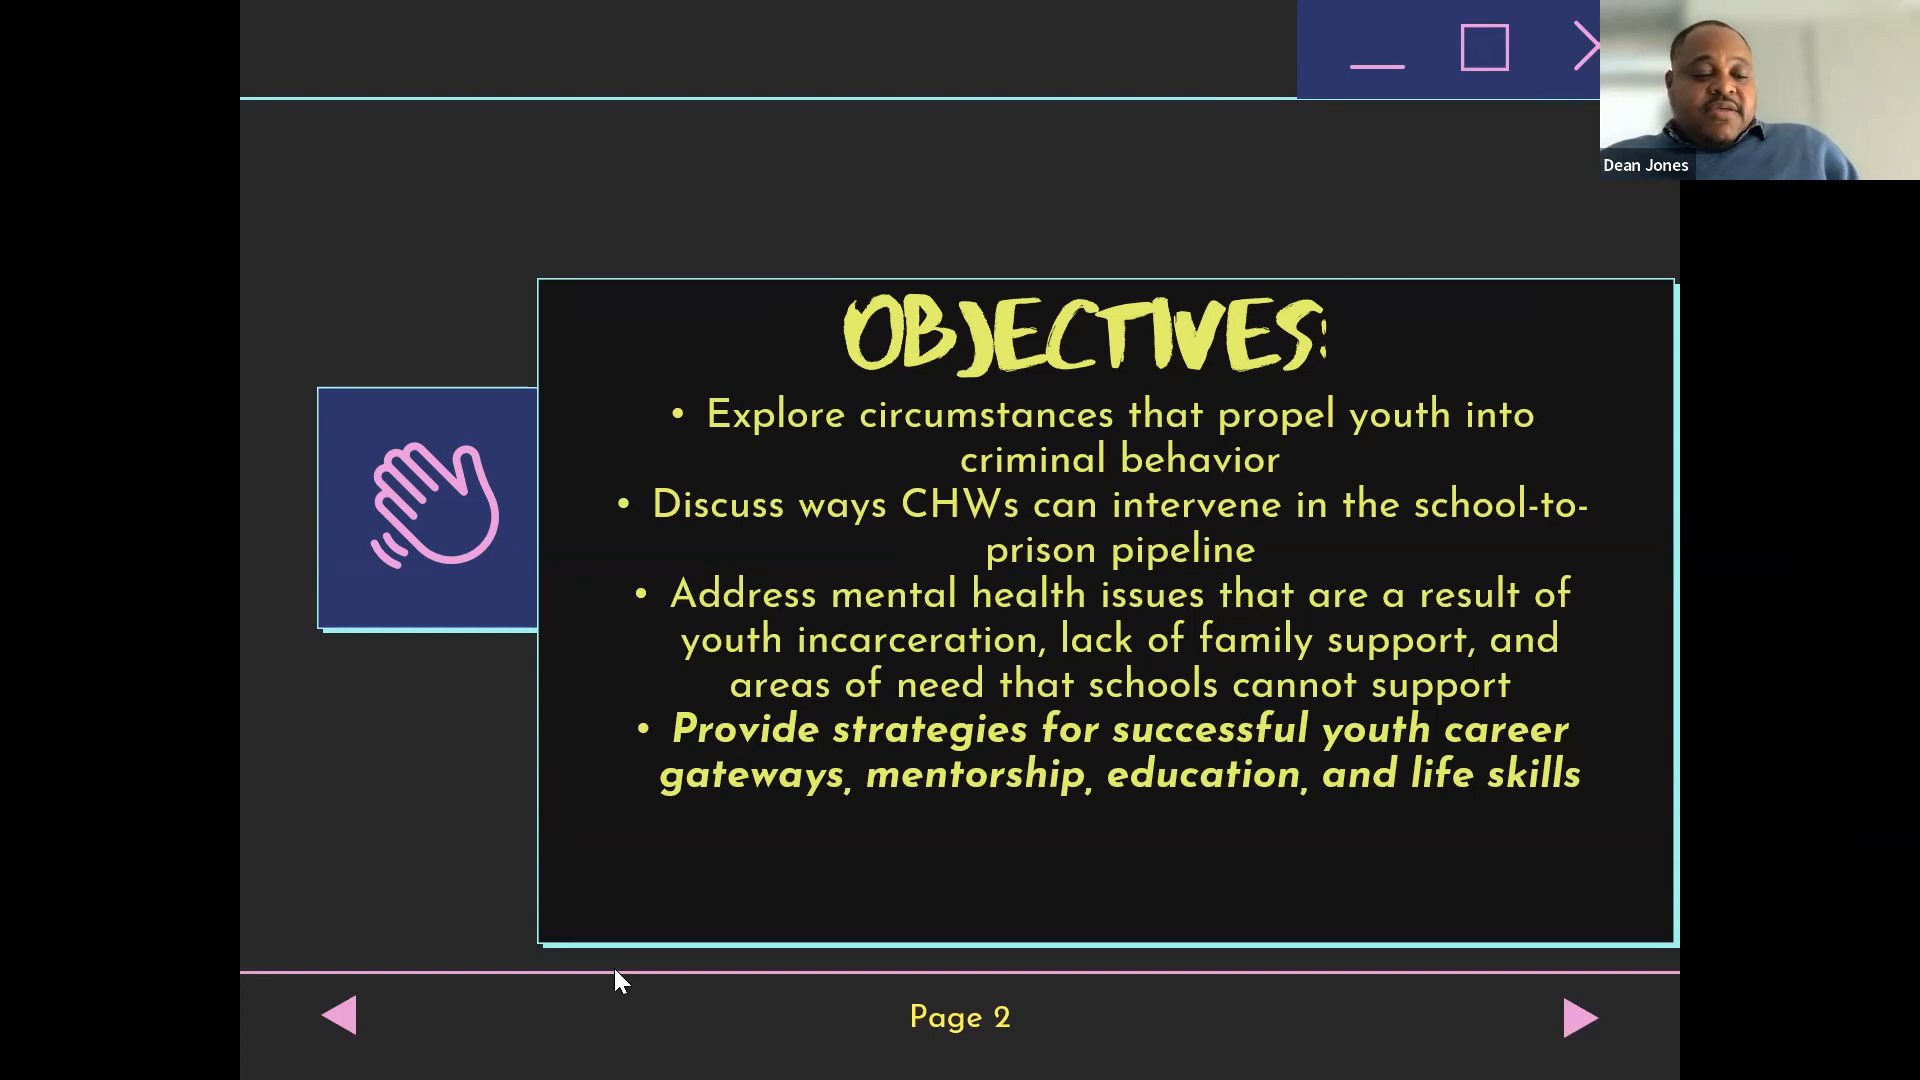 Dean Jones
OBJECTIVES:
• Explore circumstances that propel youth into
criminal behavior
• Discuss ways CHWs can intervene in the school-to-
prison pipeline
• Address mental health issues that are a result of
youth incarceration, lack of family support, and
areas of need that schools cannot support
• Provide strategies for successful youth career
gateways, mentorship, education, and life skills
Page 2